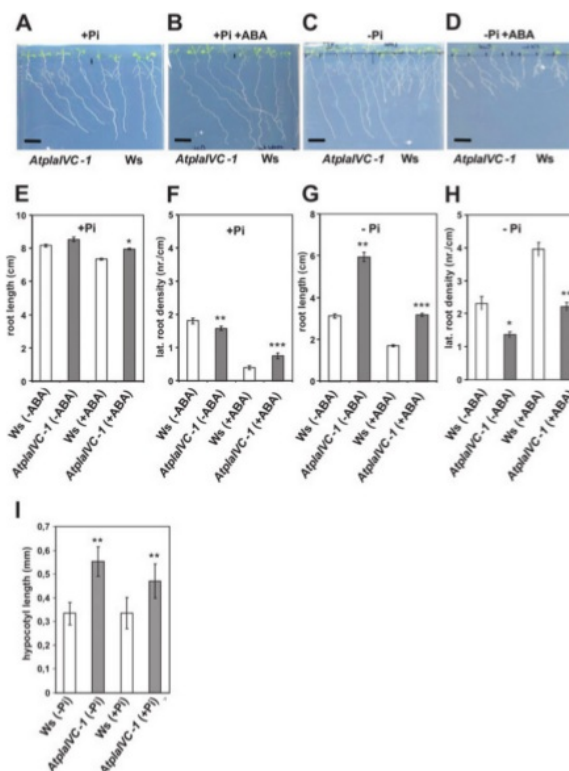 A
+Pi
B
+Pi +ABA
C
-Pi
D
-Pi +ABA
AtplaIVC-1 Ws
AtplaIVC-1 Ws
AtplaIVC-1 Ws
AtplaIVC-1 Ws
E
+Pi
root length (cm)
10
8
6
4
2
0
*
Ws (-ABA)
AtplaIVC-1 (-ABA)
Ws (+ABA)
AtplaIVC-1 (+ABA)
F
+Pi
lat. root density (nr./cm)
4
3
2
1
0
**
***
Ws (-ABA)
AtplaIVC-1 (-ABA)
Ws (+ABA)
AtplaIVC-1 (+ABA)
G
- Pi
root length (cm)
9
6
3
0
**
***
Ws (-ABA)
AtplaIVC-1 (-ABA)
Ws (+ABA)
AtplaIVC-1 (+ABA)
H
- Pi
lat. root density (nr./cm)
4
3
2
1
0
*
**
Ws (-ABA)
AtplaIVC-1 (-ABA)
Ws (+ABA)
AtplaIVC-1 (+ABA)
I
hypocotyl length (mm)
0,7
0,6
0,5
0,4
0,3
0,2
0,1
0
**
**
Ws (-Pi)
AtplaIVC-1 (-Pi)
Ws (+Pi)
AtplaIVC-1 (+Pi)